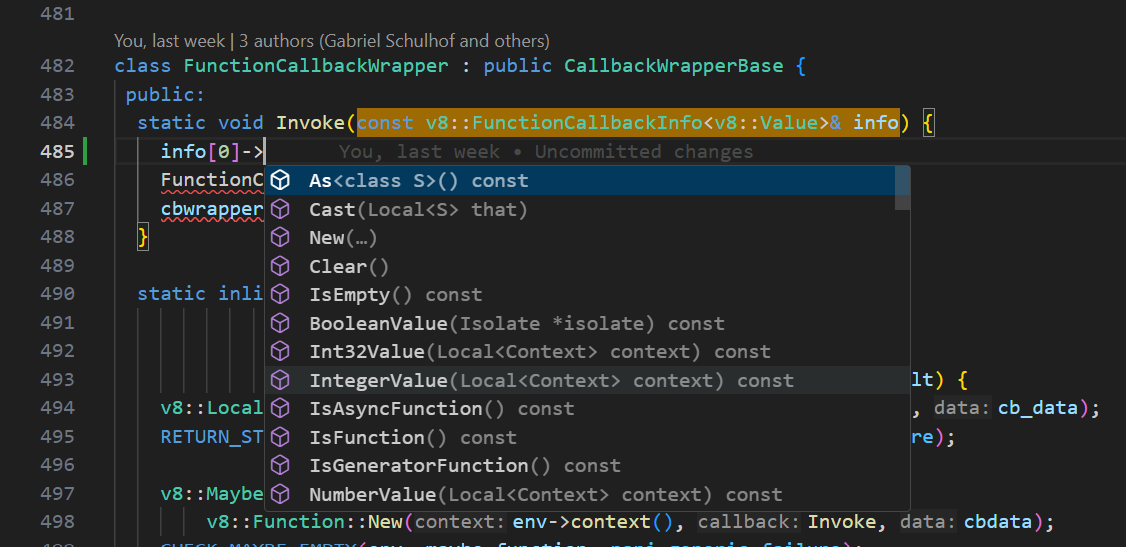 481
You, last week | 3 authors (Gabriel Schulhof and others)
482 class FunctionCallbackWrapper : public CallbackWrapperBase {
483 public:
484 static void Invoke(const v8::FunctionCallbackInfo<v8::Value>& info) {
485 info[0]-> You, last week • Uncommitted changes
486 FunctionC As<class S>() const
487 cbwrapper Cast(Local<S> that)
488 } New(…)
489 Clear()
490 static inli IsEmpty() const
491 BooleanValue(Isolate *isolate) const
492 Int32Value(Local<Context> context) const
493 IntegerValue(Local<Context> context) const lt) {
494 v8::Local IsAsyncFunction() const , data: cb_data);
495 RETURN_ST IsFunction() const re);
496 IsGeneratorFunction() const
497 v8::Maybe NumberValue(Local<Context> context) const
498 v8::Function::New(context: env->context(), callback: Invoke, data: cbdata);
499 CHECK_MAYBE_EMPTY(env, maybe_function, napi_generic_failure);